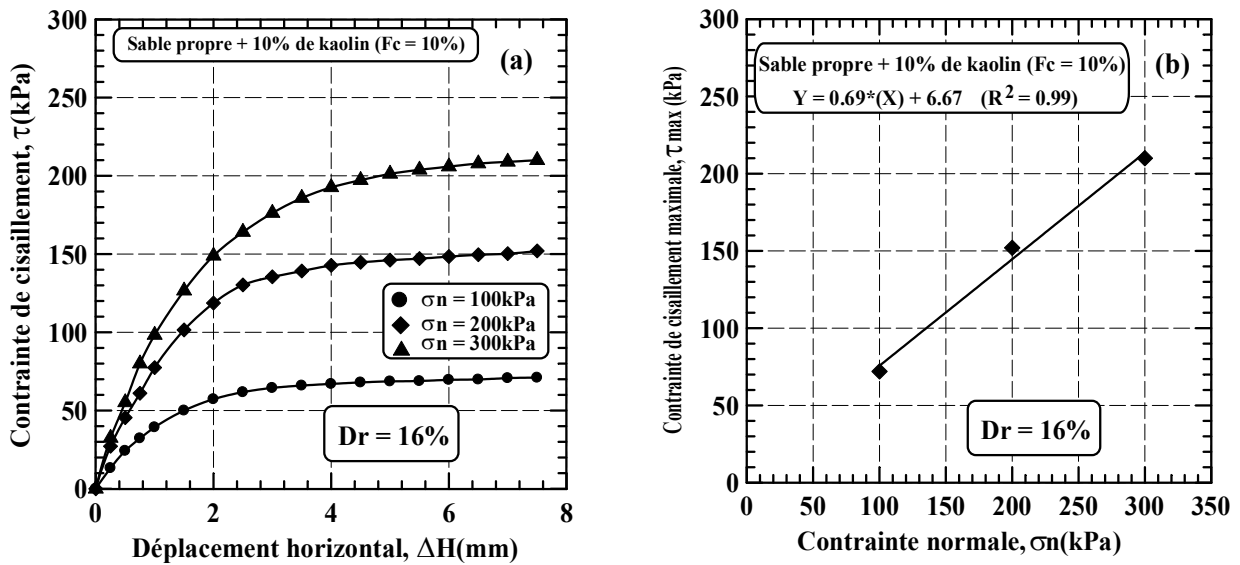 Sable propre + 10% de kaolin (Fc = 10%)
(a)
Contrainte de cisaillement, τ(kPa)
300
250
200
150
100
50
0
σn = 100kPa
σn = 200kPa
σn = 300kPa
Dr = 16%
0 2 4 6 8
Déplacement horizontal, ΔH(mm)
Sable propre + 10% de kaolin (Fc = 10%)
Y = 0.69*(X) + 6.67 (R² = 0.99)
(b)
Contrainte de cisaillement maximale, τ max (kPa)
300
250
200
150
100
50
0
Dr = 16%
0 50 100 150 200 250 300 350
Contrainte normale, σn(kPa)